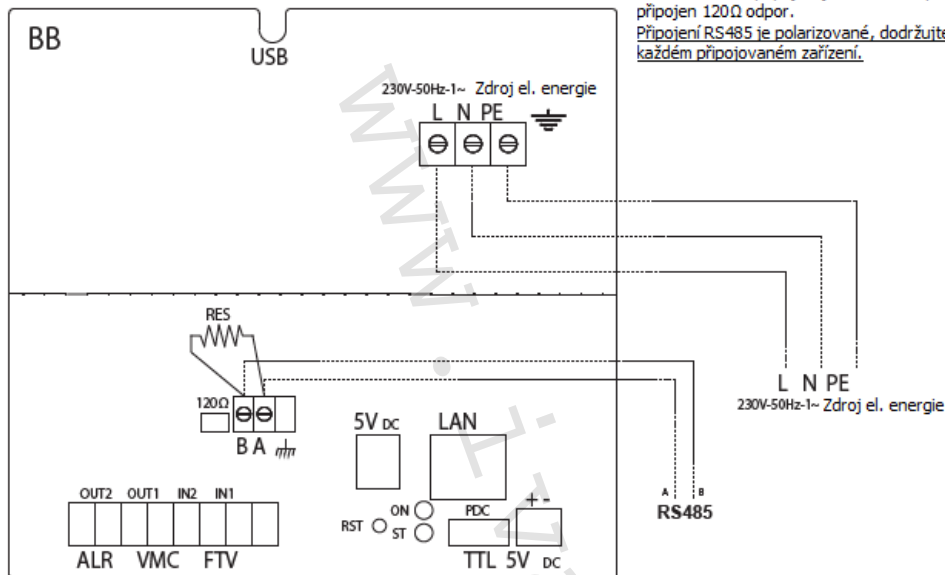 připojen 120Ω odpor.
Připojení RS485 je polarizované, dodržujte
každém připojovaném zařízení.
BB
USB
230V-50Hz-1~ Zdroj el. energie
L N PE
RES
120Ω
B A
5V DC
LAN
L N PE
230V-50Hz-1~ Zdroj el. energie
OUT2 OUT1 IN2 IN1
ON
RST
ST
PDC
+ -
A B
RS485
ALR VMC FTV
TTL 5V DC
www.